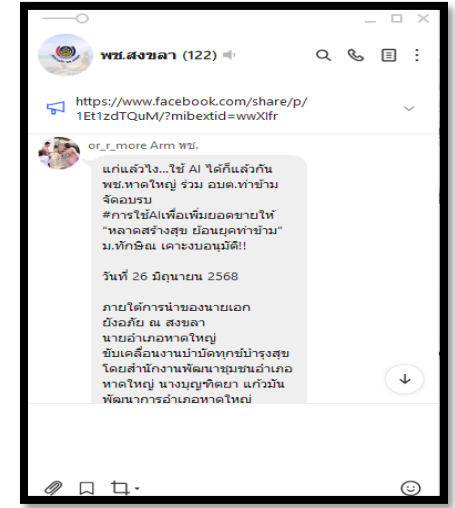 พช.สงขลา (122)
https://www.facebook.com/share/p/
1Et1zdTQuM/?mibextid=wwXIfr
or_r_more Arm พช.
แก่แล้วไง...ใช้ AI ได้ก็แล้วกัน
พช.หาดใหญ่ ร่วม อบต.ท่าข้าม
จัดอบรบ
#การใช้AIเพื่อเพิ่มยอดขายให้
“หลาดสร้างสุข ย้อนยุคท่าข้าม”
ม.ทักษิณ เคาะงบอนุมัติ!!
วันที่ 26 มิถุนายน 2568
ภายใต้การนำของนายเอก
ยังอภัย ณ สงขลา
นายอำเภอหาดใหญ่
ขับเคลื่อนงานบำบัดทุกข์บำรุงสุข
โดยสำนักงานพัฒนาชุมชนอำเภอ
หาดใหญ่ นางบุญฑิตยา แก้วมัน
พัฒนาการอำเภอหาดใหญ่